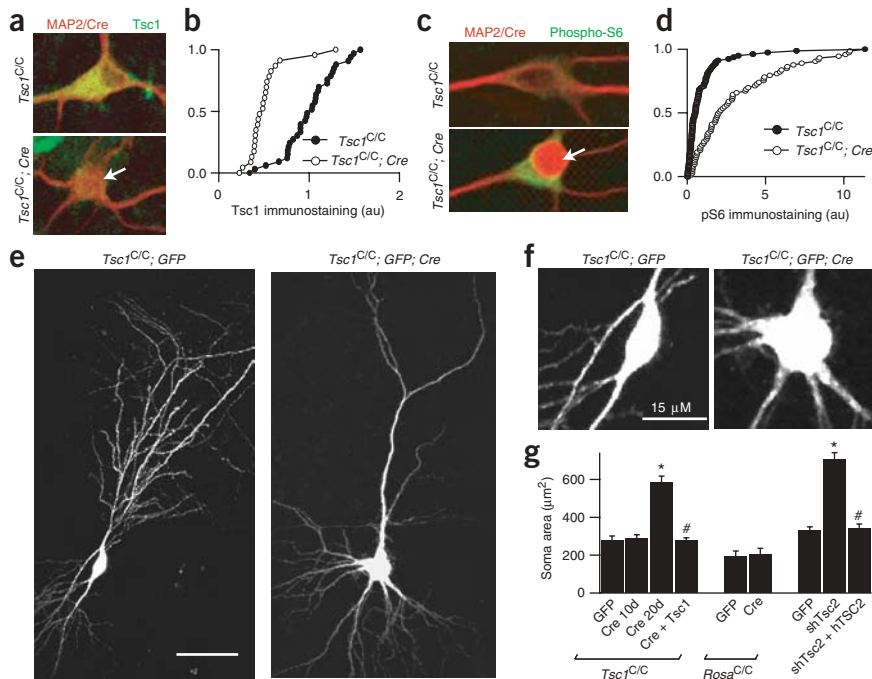 a
MAP2/Cre Tsc1
Tsc1C/C
Tsc1C/C; Cre
b
1.0
0.5
0.0
0 1 2
Tsc1C/C
Tsc1C/C; Cre
Tsc1 immunostaining (au)
c
MAP2/Cre Phospho-S6
Tsc1C/C
Tsc1C/C; Cre
d
1.0
0.5
0.0
0 5 10
Tsc1C/C
Tsc1C/C; Cre
pS6 immunostaining (au)
e
Tsc1C/C; GFP
Tsc1C/C; GFP; Cre
f
Tsc1C/C; GFP
Tsc1C/C; GFP; Cre
15 µM
g
Soma area (µm2)
600
400
200
0
*
#
*
#
GFP
Cre 10d
Cre 20d
Cre + Tsc1
GFP
Cre
GFP
shTsc2
shTsc2 + hTSC2
Tsc1C/C
RosaC/C